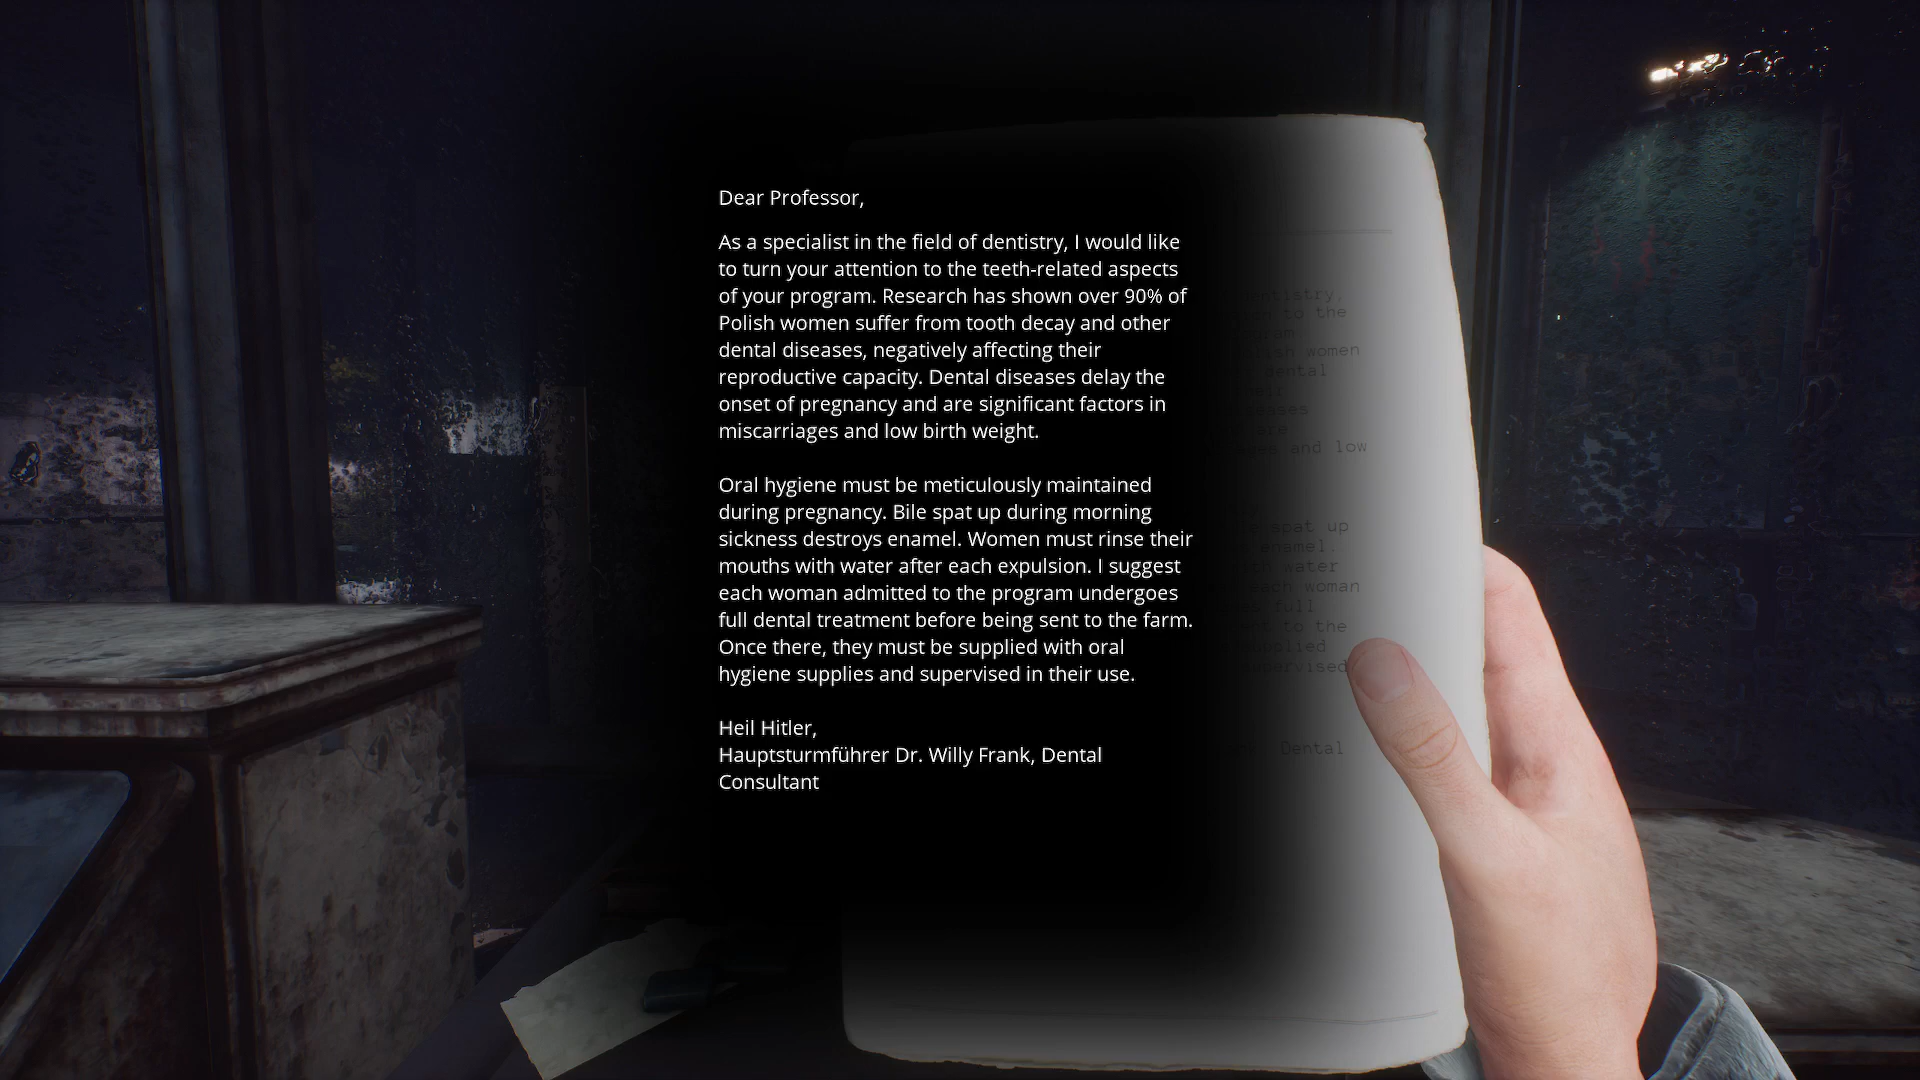 Dear Professor,
As a specialist in the field of dentistry, I would like
to turn your attention to the teeth-related aspects
of your program. Research has shown over 90% of
Polish women suffer from tooth decay and other
dental diseases, negatively affecting their
reproductive capacity. Dental diseases delay the
onset of pregnancy and are significant factors in
miscarriages and low birth weight.
Oral hygiene must be meticulously maintained
during pregnancy. Bile spat up during morning
sickness destroys enamel. Women must rinse their
mouths with water after each expulsion. I suggest
each woman admitted to the program undergoes
full dental treatment before being sent to the farm.
Once there, they must be supplied with oral
hygiene supplies and supervised in their use.
Heil Hitler,
Hauptsturmführer Dr. Willy Frank, Dental
Consultant